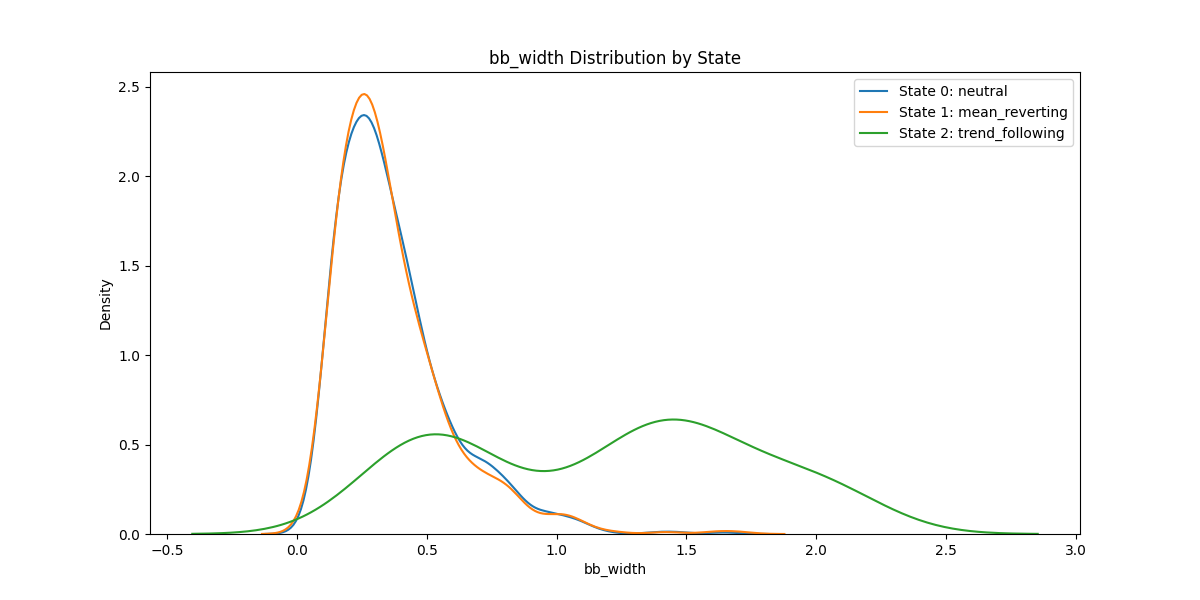 bb_width Distribution by State
State 0: neutral
State 1: mean_reverting
State 2: trend_following
Density
2.5
2.0
1.5
1.0
0.5
0.0
−0.5 0.0 0.5 1.0 1.5 2.0 2.5 3.0
bb_width